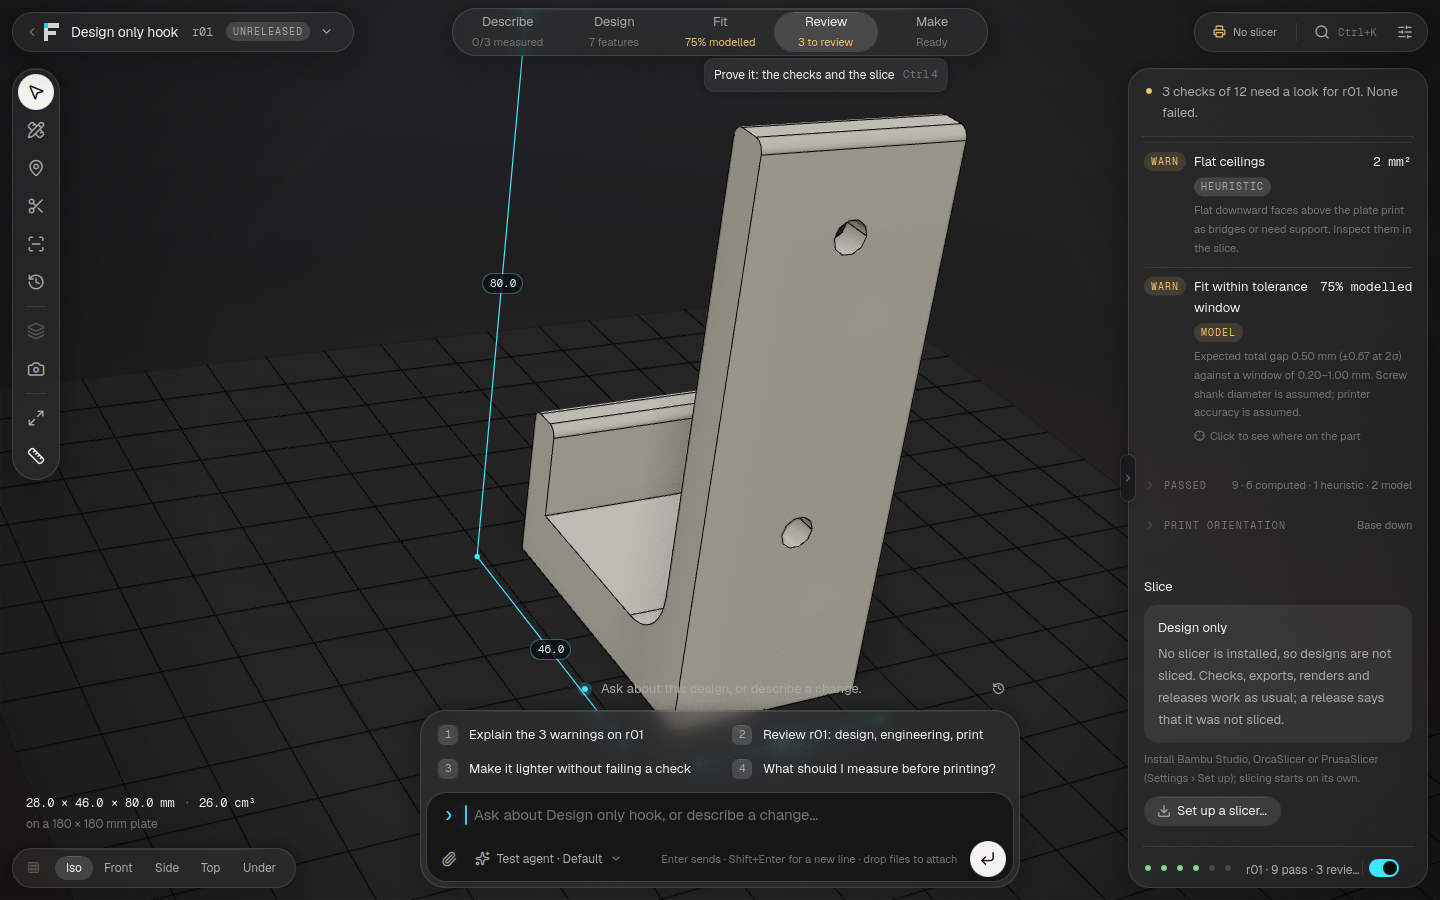 Design only hook r01 UNRELEASED
Describe
0/3 measured
Design
7 features
Fit
75% modelled
Review
3 to review
Make
Ready
No slicer
Ctrl+K
Prove it: the checks and the slice Ctrl 4
3 checks of 12 need a look for r01. None
failed.
WARN Flat ceilings 2 mm²
HEURISTIC
Flat downward faces above the plate print
as bridges or need support. Inspect them in
the slice.
WARN Fit within tolerance 75% modelled
window
MODEL
Expected total gap 0.50 mm (±0.67 at 2σ)
against a window of 0.20–1.00 mm. Screw
shank diameter is assumed; printer
accuracy is assumed.
Click to see where on the part
PASSED 9 · 6 computed · 1 heuristic · 2 model
PRINT ORIENTATION Base down
Slice
Design only
No slicer is installed, so designs are not
sliced. Checks, exports, renders and
releases work as usual; a release says
that it was not sliced.
Install Bambu Studio, OrcaSlicer or PrusaSlicer
(Settings › Set up); slicing starts on its own.
Set up a slicer...
r01 · 9 pass · 3 revie...
80.0
46.0
Ask about this design, or describe a change.
1 Explain the 3 warnings on r01
2 Review r01: design, engineering, print
3 Make it lighter without failing a check
4 What should I measure before printing?
Ask about Design only hook, or describe a change...
Test agent · Default
Enter sends · Shift+Enter for a new line · drop files to attach
28.0 × 46.0 × 80.0 mm · 26.0 cm³
on a 180 × 180 mm plate
Iso Front Side Top Under